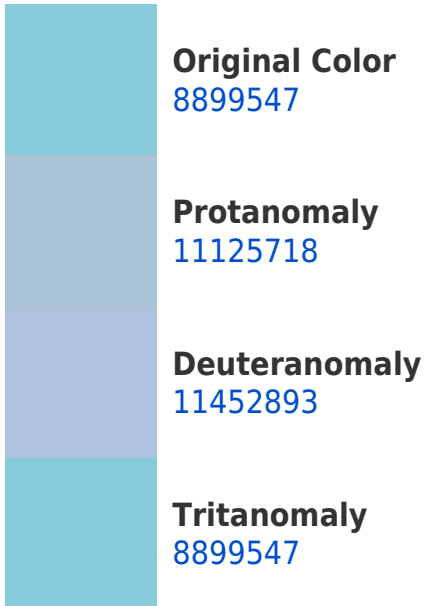 Original Color
8899547
Protanomaly
11125718
Deuteranomaly
11452893
Tritanomaly
8899547